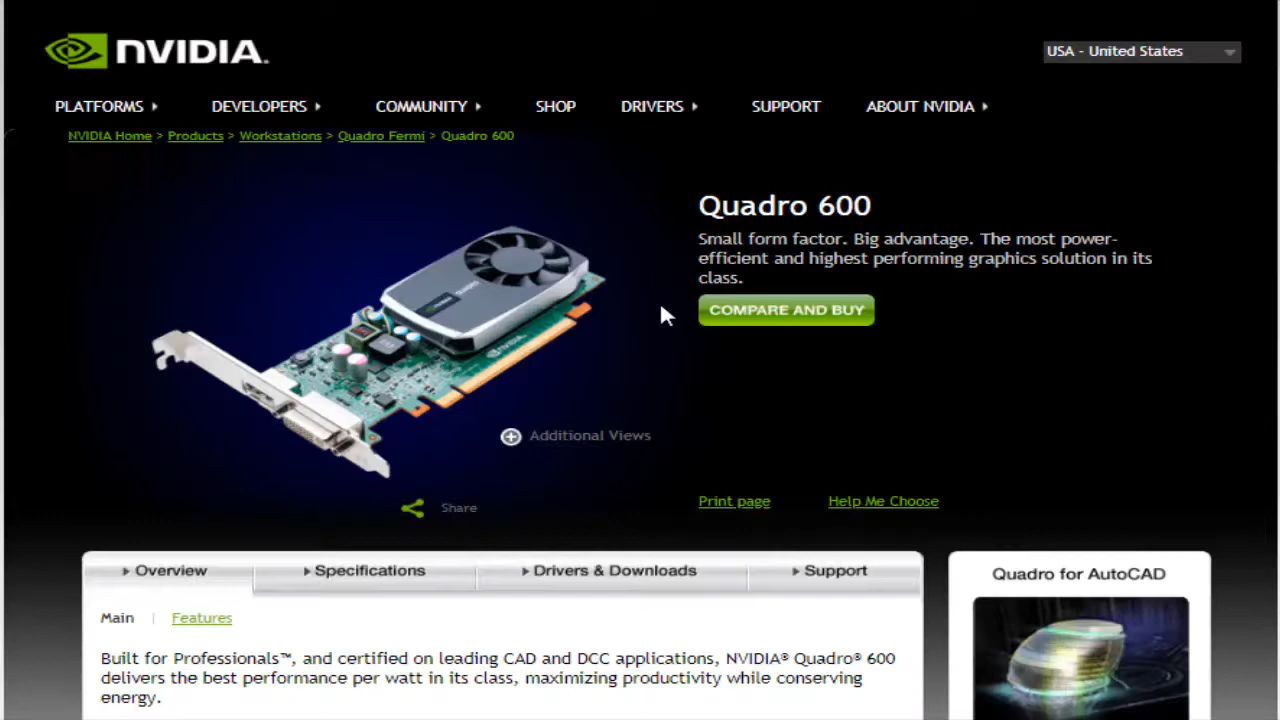 NVIDIA.
USA - United States
PLATFORMS DEVELOPERS COMMUNITY SHOP DRIVERS SUPPORT ABOUT NVIDIA
NVIDIA Home > Products > Workstations > Quadro Fermi > Quadro 600
Quadro 600
Small form factor. Big advantage. The most power-
efficient and highest performing graphics solution in its
class.
COMPARE AND BUY
Additional Views
Share
Print page Help Me Choose
Overview Specifications Drivers & Downloads Support
Main | Features
Built for Professionals™, and certified on leading CAD and DCC applications, NVIDIA® Quadro® 600
delivers the best performance per watt in its class, maximizing productivity while conserving
energy.
Quadro for AutoCAD